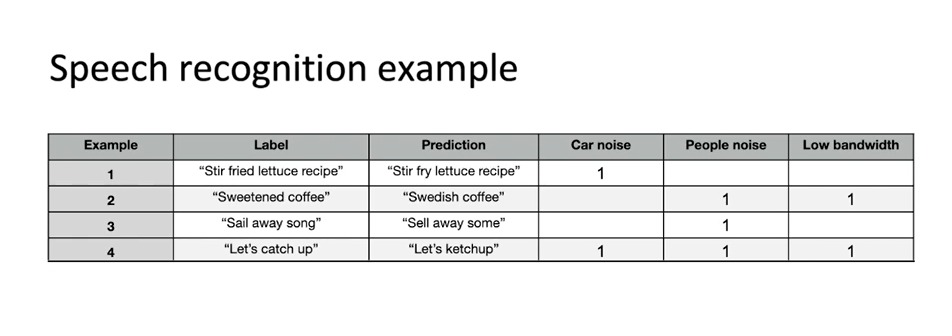 Speech recognition example
Example Label Prediction Car noise People noise Low bandwidth
1 “Stir fried lettuce recipe” “Stir fry lettuce recipe” 1
2 “Sweetened coffee” “Swedish coffee” 1 1
3 “Sail away song” “Sell away some” 1
4 “Let’s catch up” “Let’s ketchup” 1 1 1